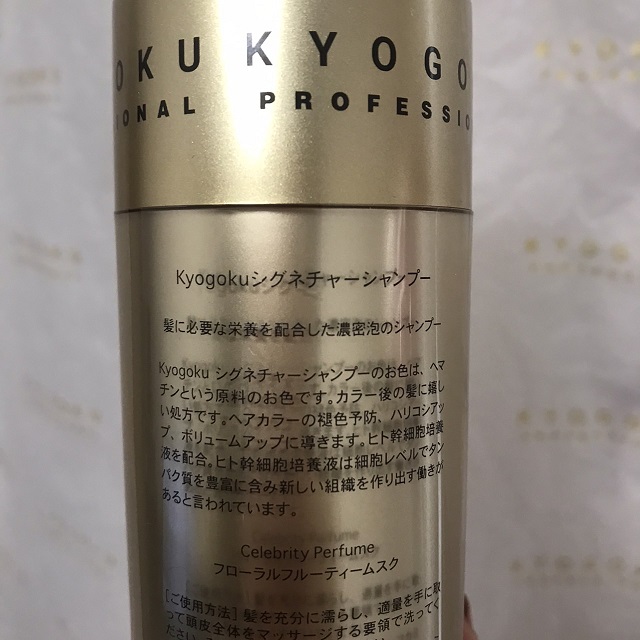 OKU KYOGO
IONAL PROFESSIO
Kyogokuシグネチャーシャンプー
髪に必要な栄養を配合した濃密泡のシャンプー
Kyogoku シグネチャーシャンプーのお色は、ヘマ
チンという原料のお色です。カラー後の髪に嬉し
い処方です。ヘアカラーの褪色予防、ハリコシアッ
プ、ボリュームアップに導きます。ヒト幹細胞培養
液を配合。ヒト幹細胞培養液は細胞レベルでタン
パク質を豊富に含み新しい組織を作り出す働きが
あると言われています。
Celebrity Perfume
フローラルフルーティームスク
[ご使用方法] 髪を充分に濡らし、適量を手に取
って頭皮全体をマッサージする要領で洗ってく